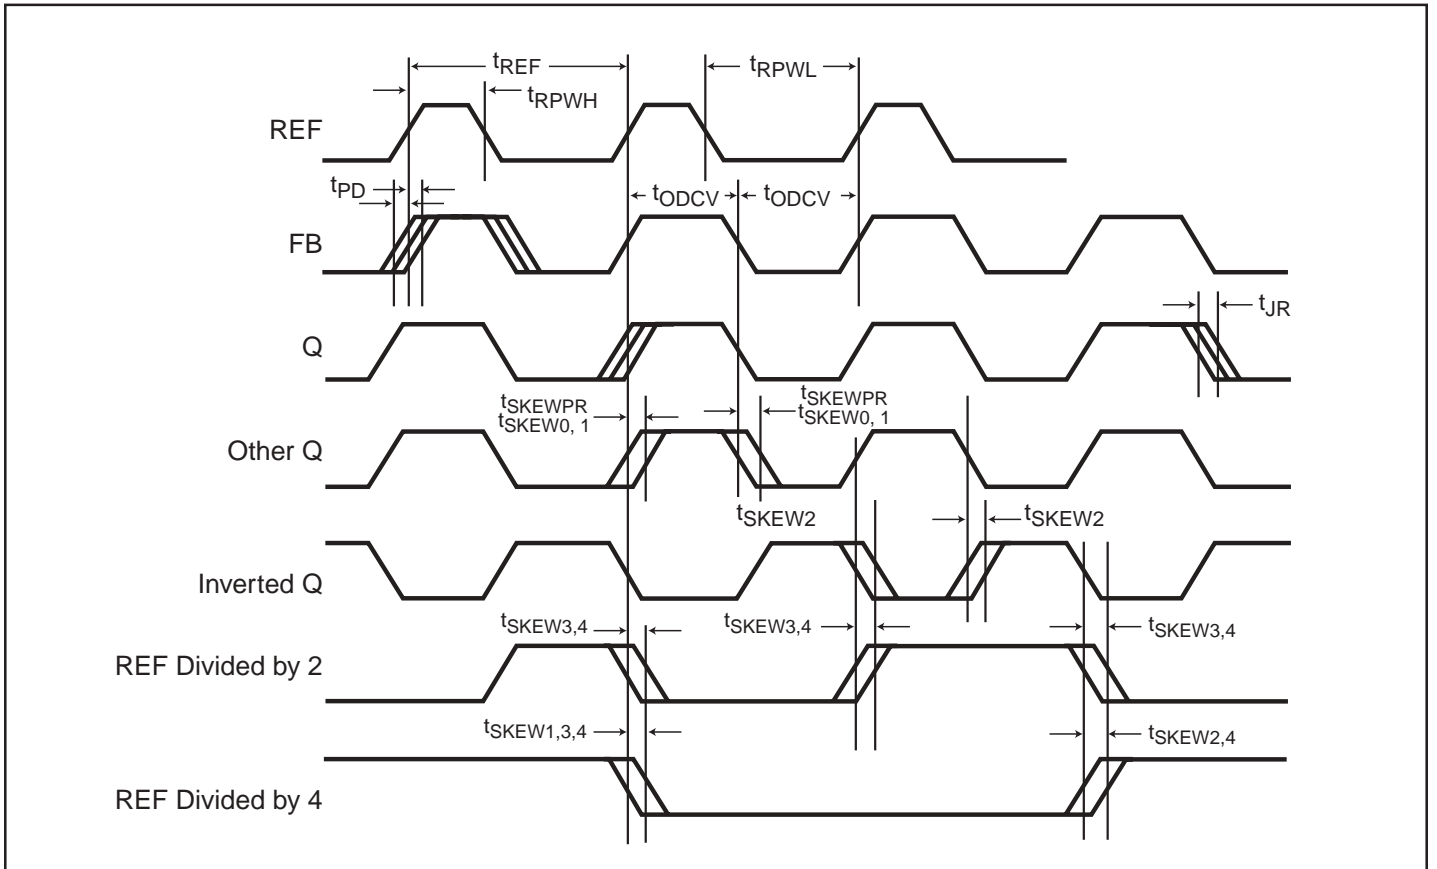 tREF
tRPWL
tRPWH
REF
tPD
tODCV
tODCV
FB
tJR
Q
tSKEWPR
tSKEW0, 1
tSKEWPR
tSKEW0, 1
Other Q
tSKEW2
tSKEW2
Inverted Q
tSKEW3,4
tSKEW3,4
tSKEW3,4
REF Divided by 2
tSKEW1,3,4
tSKEW2,4
REF Divided by 4